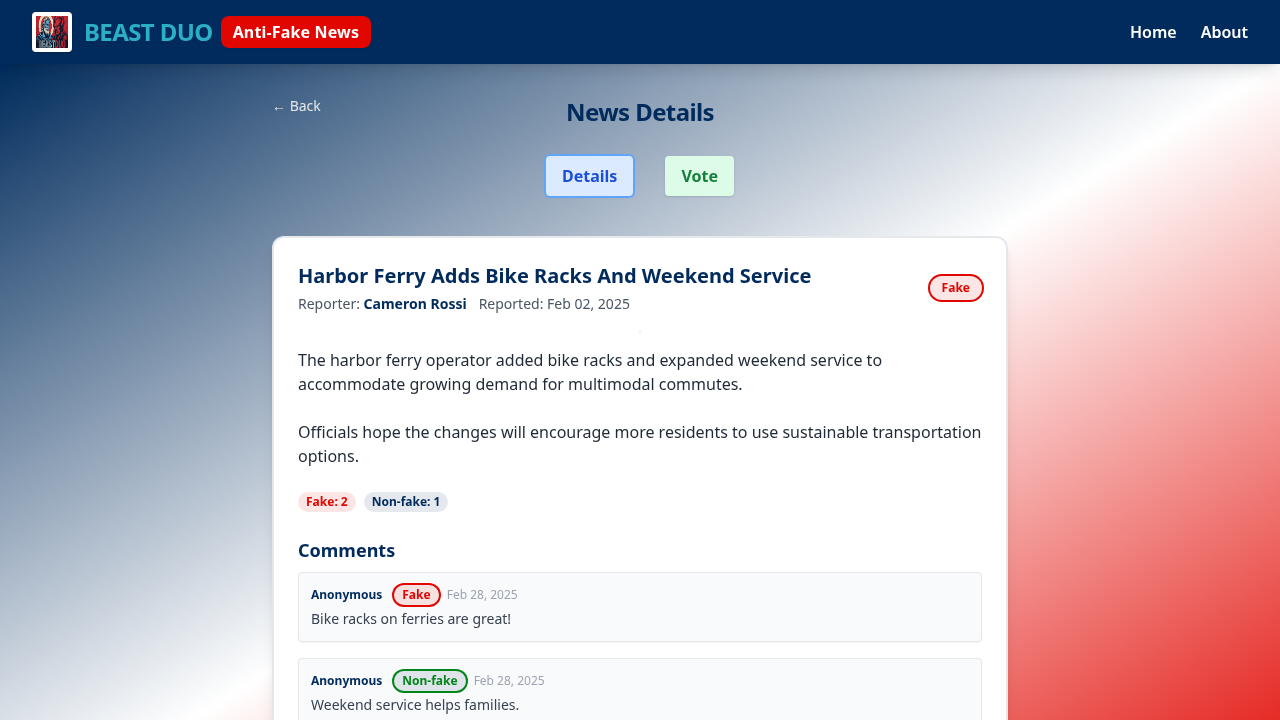 BEAST DUO Anti-Fake News Home About
← Back
News Details
Details Vote
Harbor Ferry Adds Bike Racks And Weekend Service
Fake
Reporter: Cameron Rossi Reported: Feb 02, 2025
The harbor ferry operator added bike racks and expanded weekend service to
accommodate growing demand for multimodal commutes.
Officials hope the changes will encourage more residents to use sustainable transportation
options.
Fake: 2 Non-fake: 1
Comments
Anonymous Fake Feb 28, 2025
Bike racks on ferries are great!
Anonymous Non-fake Feb 28, 2025
Weekend service helps families.